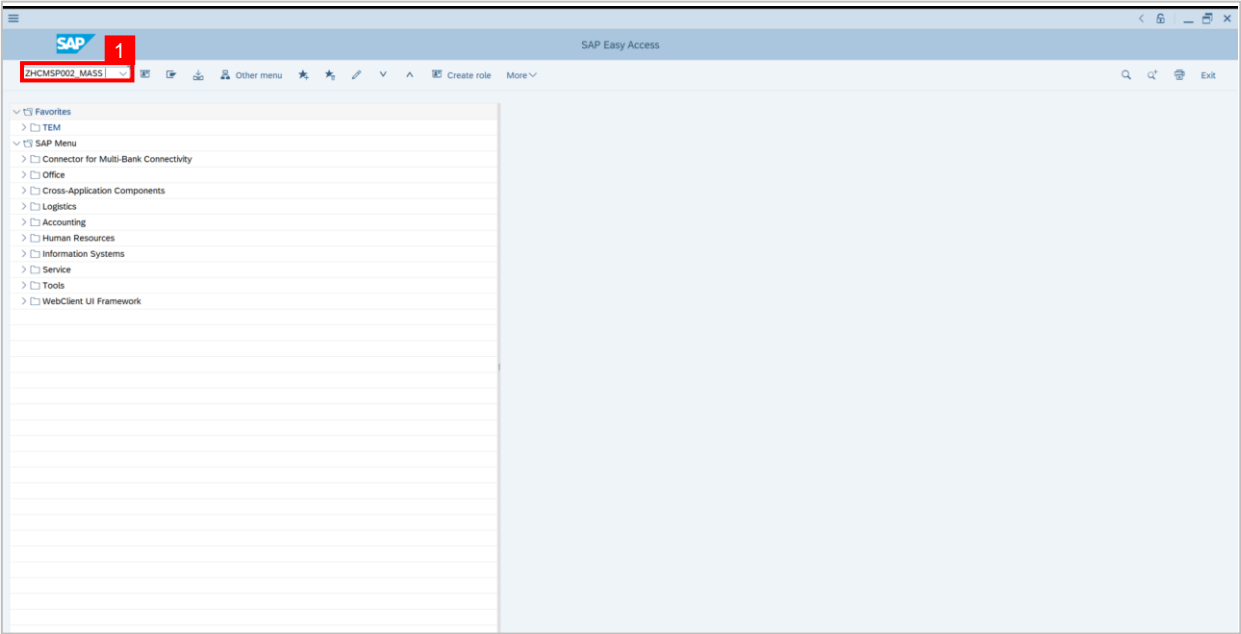 SAP Easy Access
SAP
1
ZHCMSP002_MASS Other menu Create role More Exit
Favorites
TEM
SAP Menu
Connector for Multi-Bank Connectivity
Office
Cross-Application Components
Logistics
Accounting
Human Resources
Information Systems
Service
Tools
WebClient UI Framework